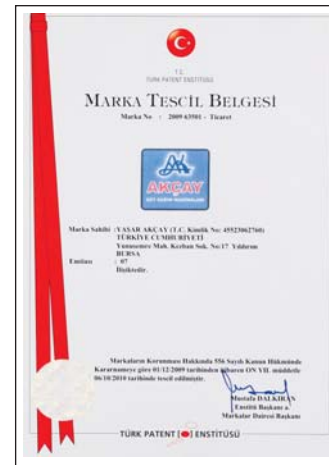 T.C.
TÜRK PATENT ENSTİTÜSÜ
MARKA TESCİL BELGESİ
Marka No : 2009 63501 - Ticaret
AKÇAY
Marka Sahibi : YAŞAR AKÇAY (T.C. Kimlik No: 45523062760)
TÜRKİYE CUMHURİYETİ
Yunusemre Mah. Kezban Sok. No:17 Yıldırım
BURSA
Emtiası : 07
İlişiktedir.
Markaların Korunması Hakkında 556 Sayılı Kanun Hükmünde
Kararnameye göre 01/12/2009 tarihinden itibaren ON YIL müddetle
06/10/2010 tarihinde tescil edilmiştir.
Mustafa DALKIRAN
Enstitü Başkanı a.
Markalar Dairesi Başkanı
TÜRK PATENT ENSTİTÜSÜ